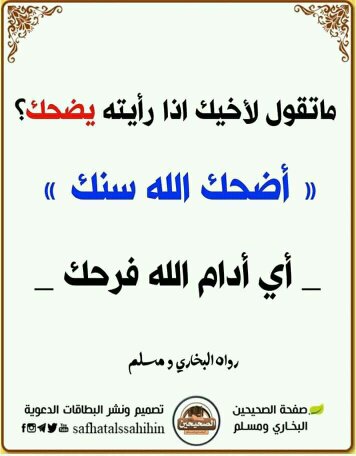 ماتقول لأخيك اذا رأيته يضحك؟
« أضحك الله سنك »
_ أي أدام الله فرحك _
رواه البخاري و مسلم
صفحة الصحيحين
البخاري ومسلم
الصحيحين
تصميم ونشر البطاقات الدعوية
safhatalssahihin